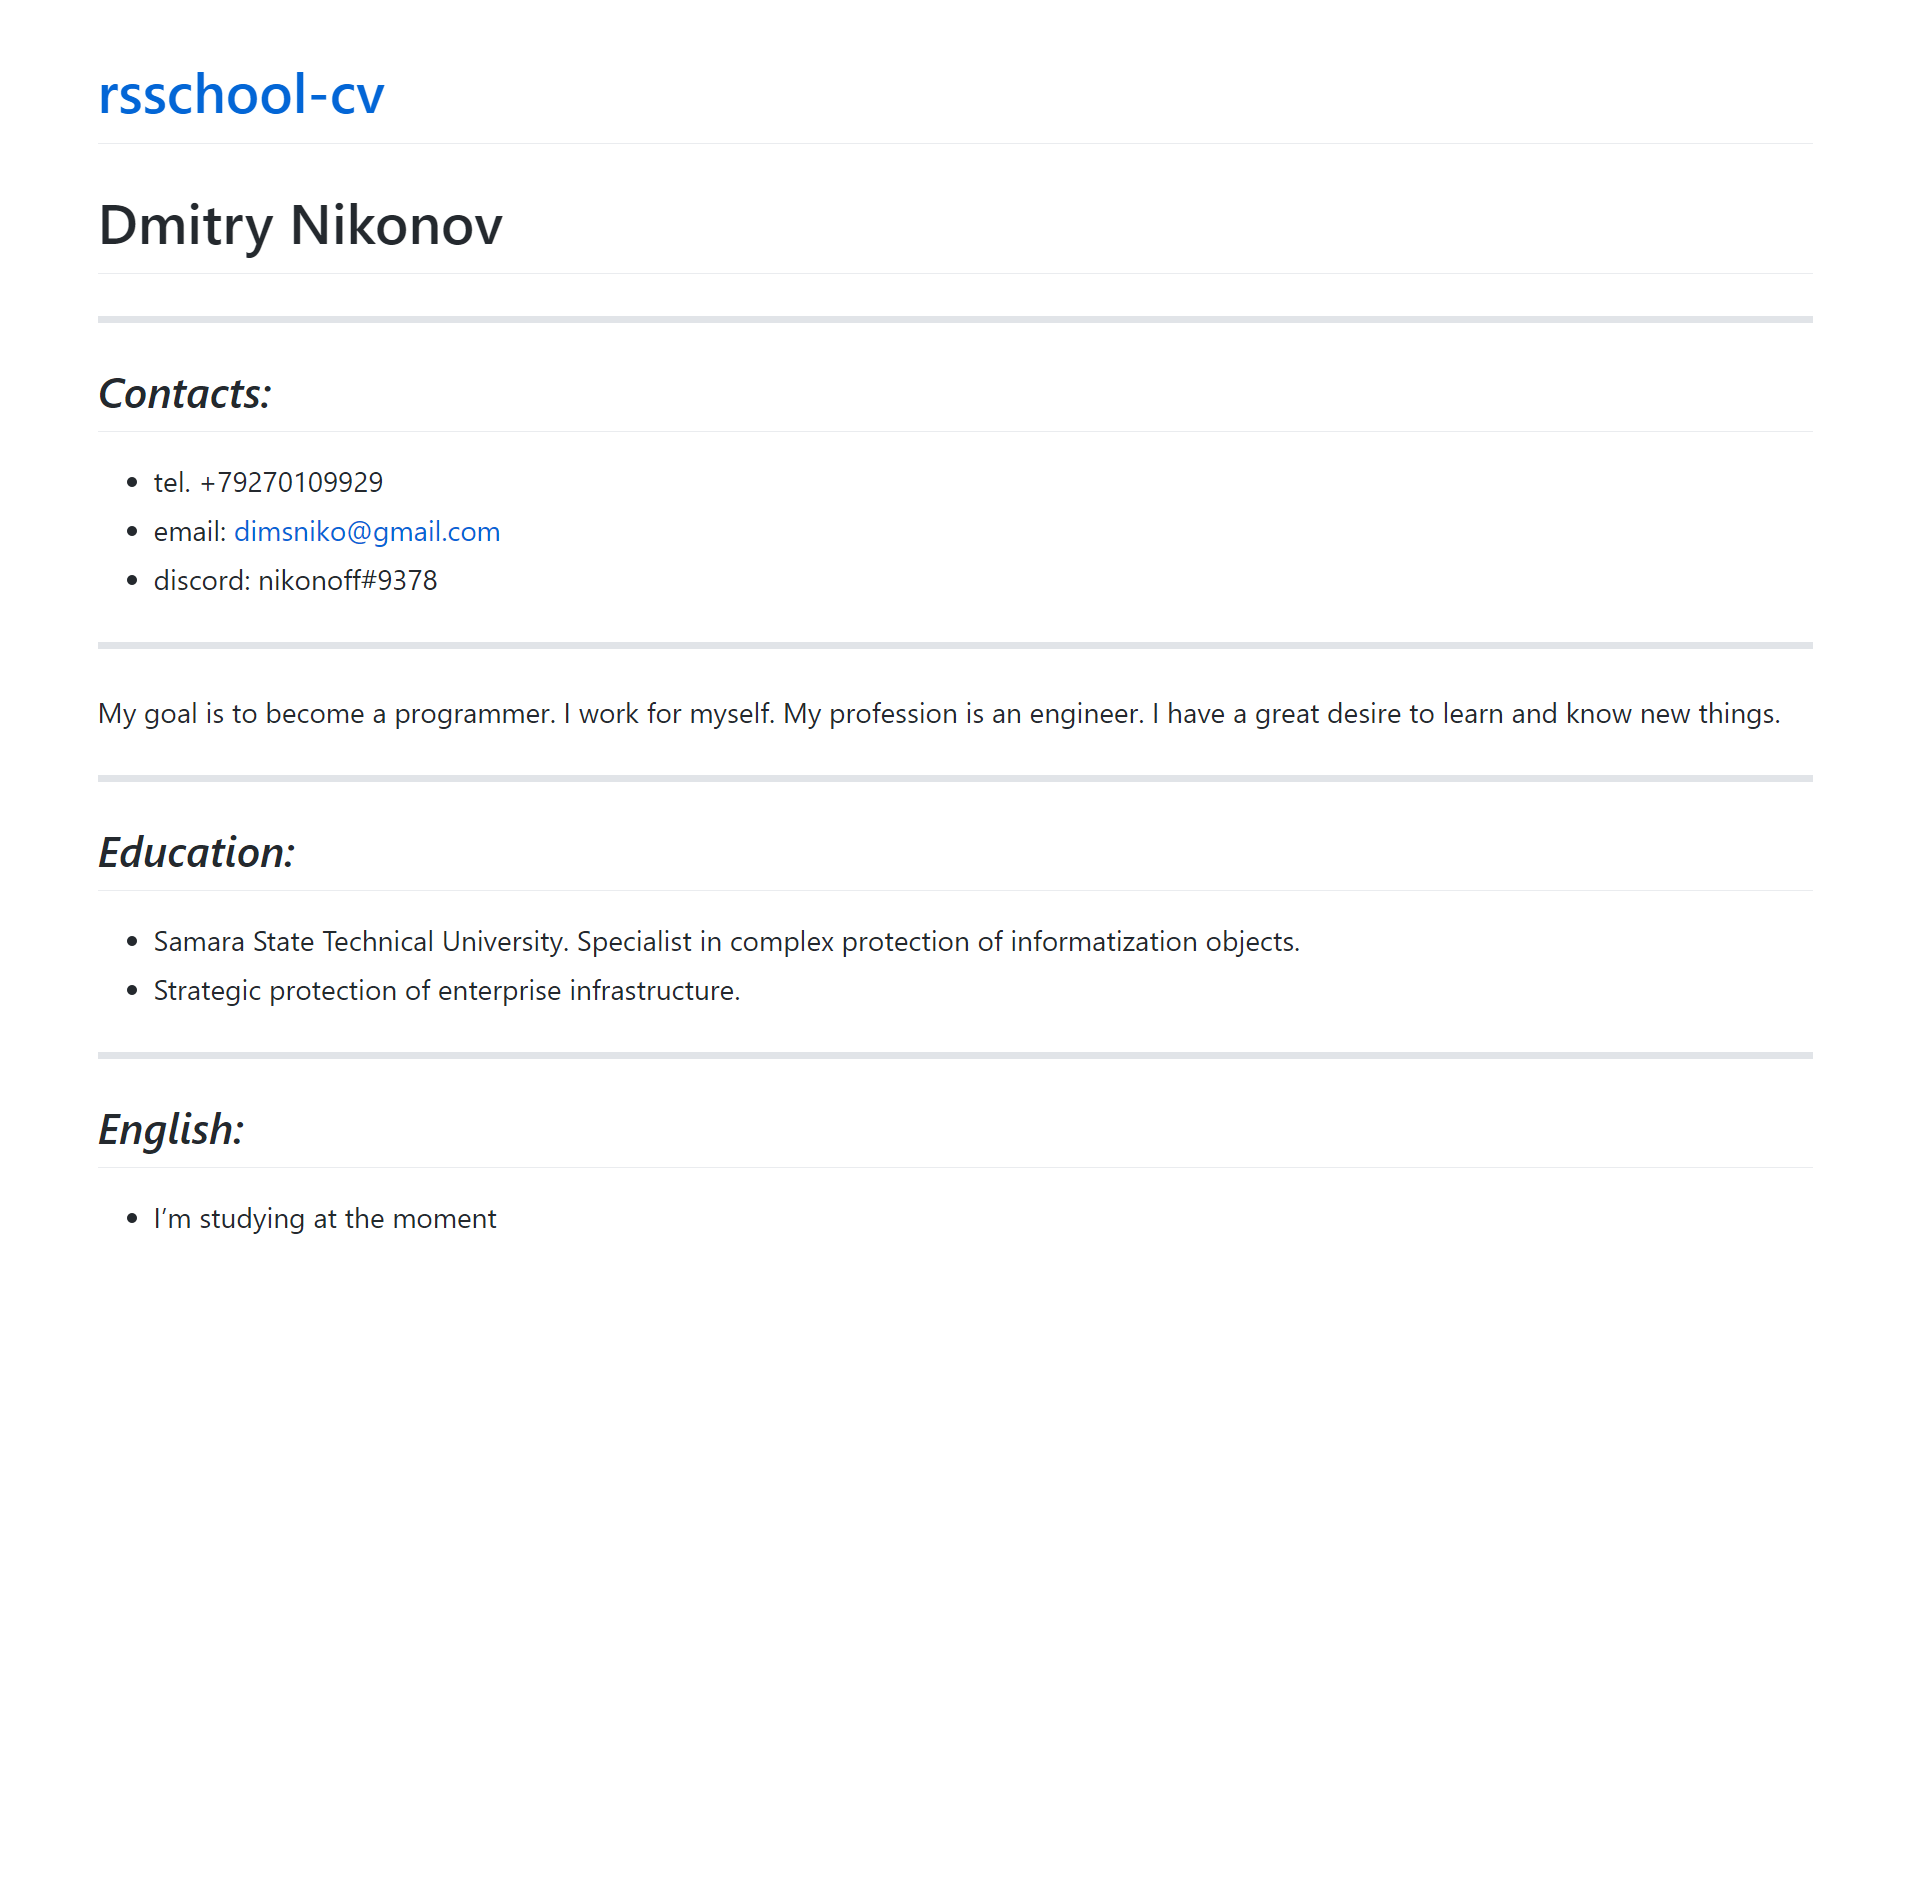 rsschool-cv
Dmitry Nikonov
Contacts:
tel. +79270109929
email: dimsniko@gmail.com
discord: nikonoff#9378
My goal is to become a programmer. I work for myself. My profession is an engineer. I have a great desire to learn and know new things.
Education:
Samara State Technical University. Specialist in complex protection of informatization objects.
Strategic protection of enterprise infrastructure.
English:
I’m studying at the moment